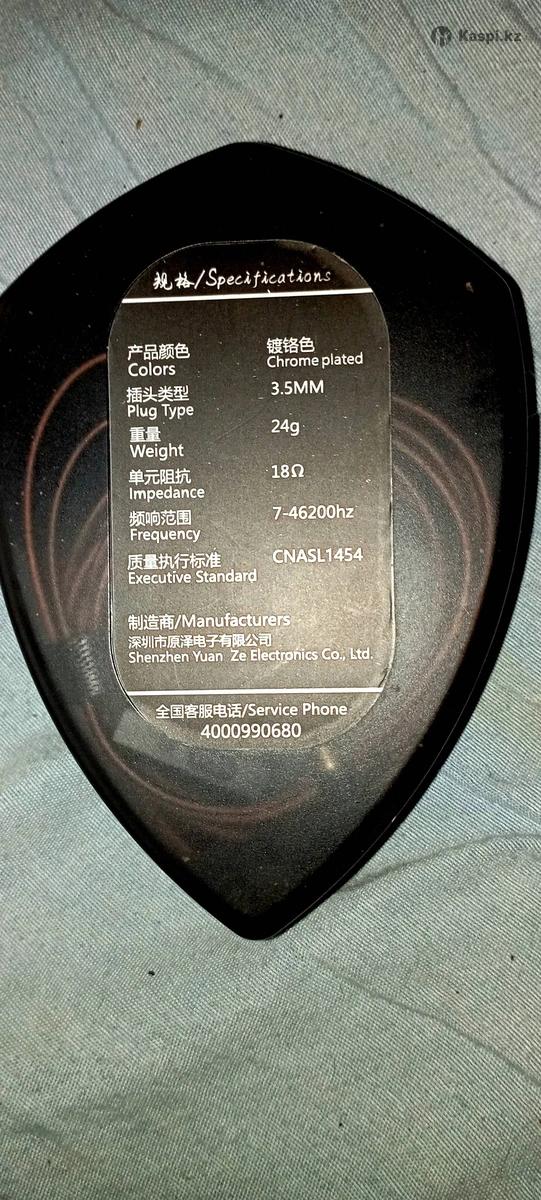 Kaspi.kz
规格/Specifications
产品颜色 镀铬色
Colors Chrome plated
插头类型 3.5MM
Plug Type
重量 24g
Weight
单元阻抗 18Ω
Impedance
频响范围 7-46200hz
Frequency
质量执行标准 CNASL1454
Executive Standard
制造商/Manufacturers
深圳市原泽电子有限公司
Shenzhen Yuan Ze Electronics Co., Ltd.
全国客服电话/Service Phone
4000990680